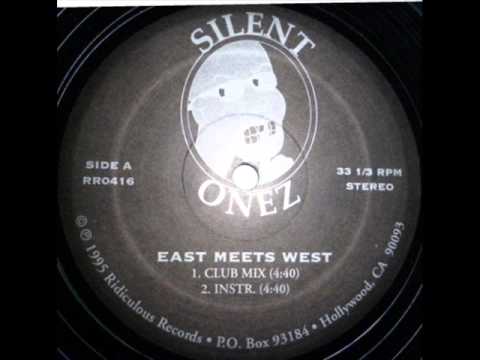 SILENT
ONEZ
SIDE A
RR0416
33 1/3 RPM
STEREO
EAST MEETS WEST
1. CLUB MIX (4:40)
2. INSTR. (4:40)
© ℗ 1995 Ridiculous Records • P.O. Box 93184 • Hollywood, CA 90093